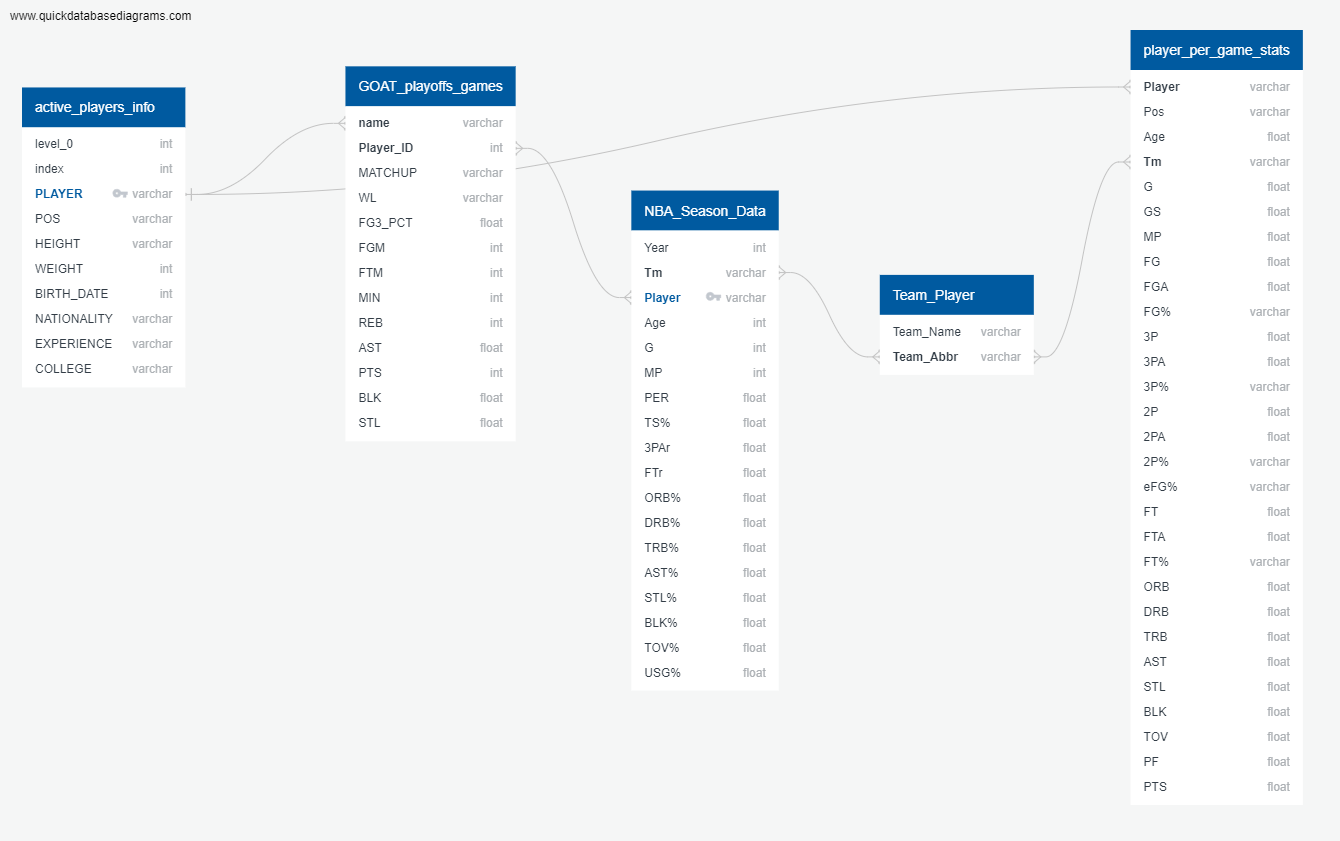 www.quickdatabasediagrams.com
active_players_info
level_0 int
index int
PLAYER varchar
POS varchar
HEIGHT varchar
WEIGHT int
BIRTH_DATE int
NATIONALITY varchar
EXPERIENCE varchar
COLLEGE varchar
GOAT_playoffs_games
name varchar
Player_ID int
MATCHUP varchar
WL varchar
FG3_PCT float
FGM int
FTM int
MIN int
REB int
AST float
PTS int
BLK float
STL float
NBA_Season_Data
Year int
Tm varchar
Player varchar
Age int
G int
MP int
PER float
TS% float
3PAr float
FTr float
ORB% float
DRB% float
TRB% float
AST% float
STL% float
BLK% float
TOV% float
USG% float
Team_Player
Team_Name varchar
Team_Abbr varchar
player_per_game_stats
Player varchar
Pos varchar
Age float
Tm varchar
G float
GS float
MP float
FG float
FGA float
FG% varchar
3P float
3PA float
3P% varchar
2P float
2PA float
2P% varchar
eFG% varchar
FT float
FTA float
FT% varchar
ORB float
DRB float
TRB float
AST float
STL float
BLK float
TOV float
PF float
PTS float